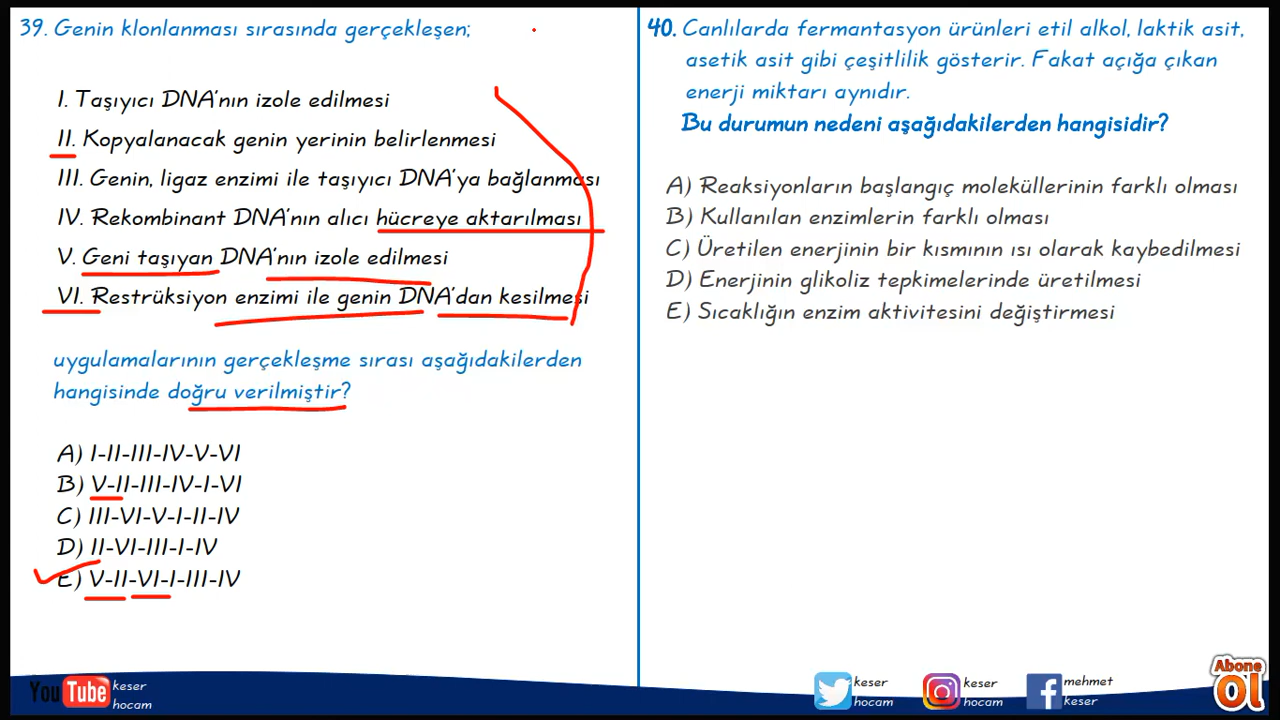 39. Genin klonlanması sırasında gerçekleşen;
I. Taşıyıcı DNA'nın izole edilmesi
II. Kopyalanacak genin yerinin belirlenmesi
III. Genin, ligaz enzimi ile taşıyıcı DNA'ya bağlanması
IV. Rekombinant DNA'nın alıcı hücreye aktarılması
V. Geni taşıyan DNA'nın izole edilmesi
VI. Restrüksiyon enzimi ile genin DNA'dan kesilmesi
uygulamalarının gerçekleşme sırası aşağıdakilerden
hangisinde doğru verilmiştir?
A) I-II-III-IV-V-VI
B) V-II-III-IV-I-VI
C) III-VI-V-I-II-IV
D) II-VI-III-I-IV
E) V-II-VI-I-III-IV
40. Canlılarda fermantasyon ürünleri etil alkol, laktik asit,
asetik asit gibi çeşitlilik gösterir. Fakat açığa çıkan
enerji miktarı aynıdır.
Bu durumun nedeni aşağıdakilerden hangisidir?
A) Reaksiyonların başlangıç moleküllerinin farklı olması
B) Kullanılan enzimlerin farklı olması
C) Üretilen enerjinin bir kısmının ısı olarak kaybedilmesi
D) Enerjinin glikoliz tepkimelerinde üretilmesi
E) Sıcaklığın enzim aktivitesini değiştirmesi
YouTube keser
hocam
keser
hocam
keser
hocam
mehmet
keser
Abone
ol